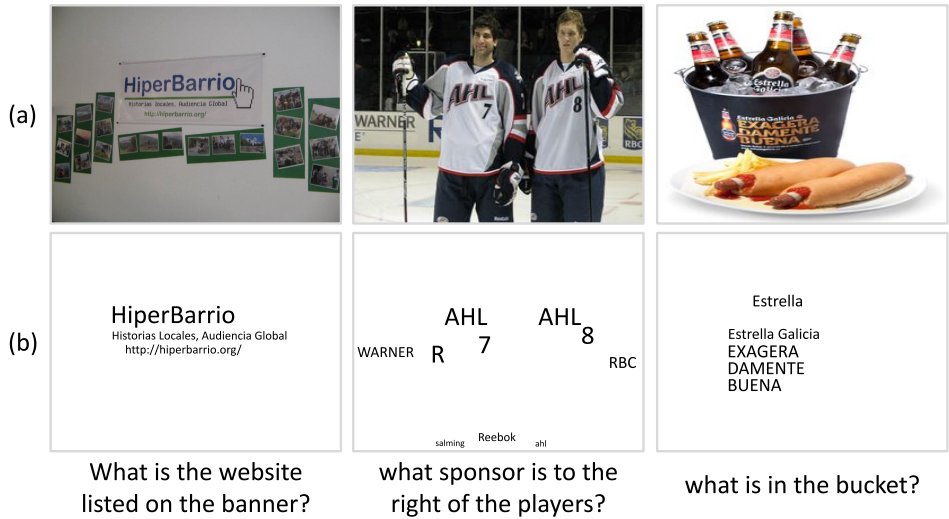 (a)
HiperBarrio
Historias Locales, Audiencia Global
http://hiperbarrio.org/
AHL
7
AHL
8
WARNER
R
RBC
Estrella
Galicia
Estrella Galicia
EXAGERA
DAMENTE
BUENA
(b)
HiperBarrio
Historias Locales, Audiencia Global
http://hiperbarrio.org/
AHL
7
AHL
8
WARNER
R
RBC
salming
Reebok
ahl
Estrella
Estrella Galicia
EXAGERA
DAMENTE
BUENA
What is the website
listed on the banner?
what sponsor is to the
right of the players?
what is in the bucket?